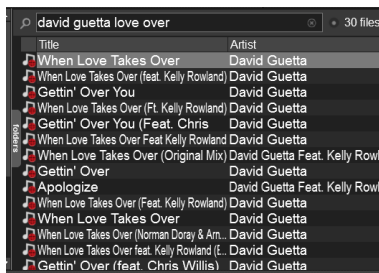 david guetta love over 30 files
Title Artist
When Love Takes Over David Guetta
When Love Takes Over (feat. Kelly Rowland) David Guetta
Gettin' Over You David Guetta
When Love Takes Over (Ft. Kelly Rowland) David Guetta
Gettin' Over You (Feat. Chris David Guetta
When Love Takes Over Feat Kelly Rowland David Guetta
When Love Takes Over (Original Mix) David Guetta Feat. Kelly Rowl
Gettin' Over David Guetta
Apologize David Guetta Feat. Kelly Rowl
When Love Takes Over (Feat. Kelly Rowland) David Guetta
When Love Takes Over David Guetta
When Love Takes Over (Norman Doray & Arn... David Guetta
When Love Takes Over feat. Kelly Rowland (E... David Guetta
Gettin' Over (feat. Chris Willis) David Guetta
folders